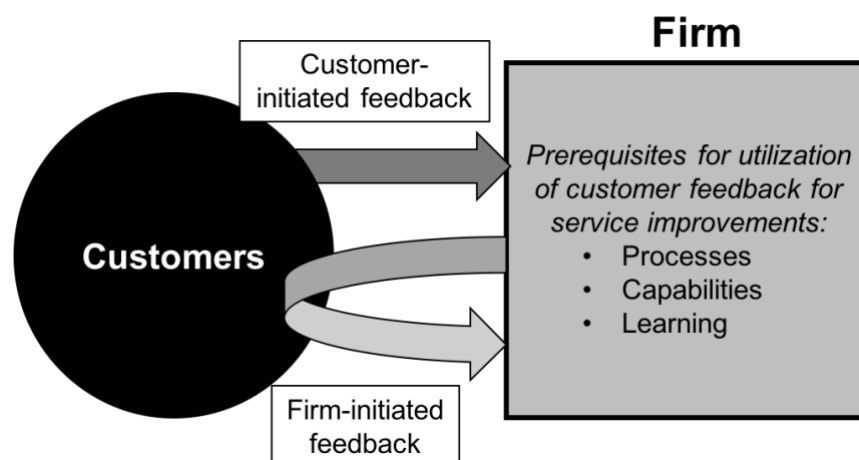 Firm
Customer-
initiated feedback
Prerequisites for utilization
of customer feedback for
service improvements:
• Processes
• Capabilities
• Learning
Customers
Firm-initiated
feedback